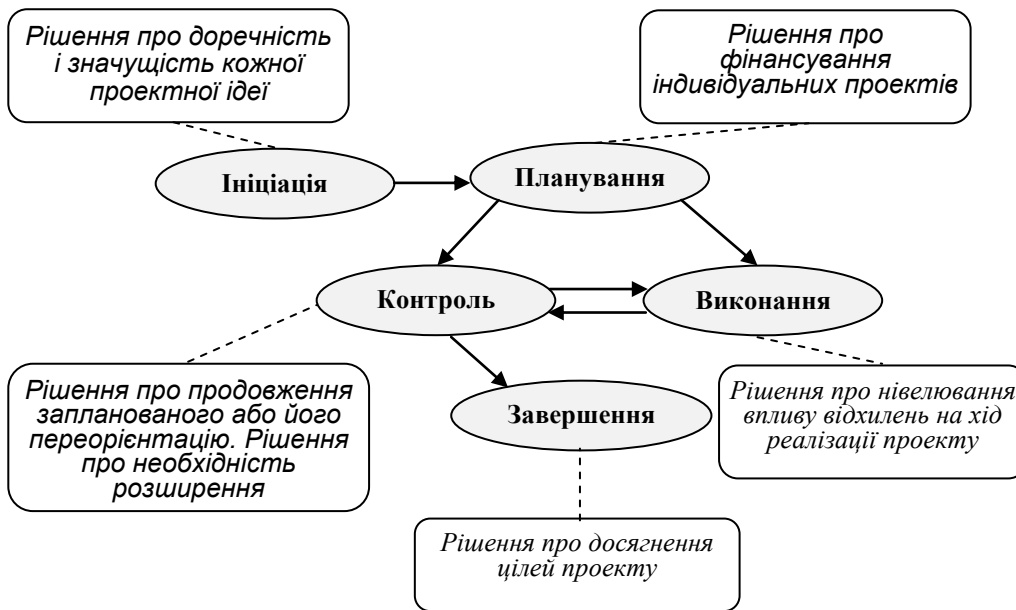 Рішення про доречність
і значущість кожної
проектної ідеї
Рішення про
фінансування
індивідуальних проектів
Ініціація
Планування
Контроль
Виконання
Рішення про продовження
запланованого або його
переорієнтацію. Рішення
про необхідність
розширення
Завершення
Рішення про нівелювання
впливу відхилень на хід
реалізації проекту
Рішення про досягнення
цілей проекту